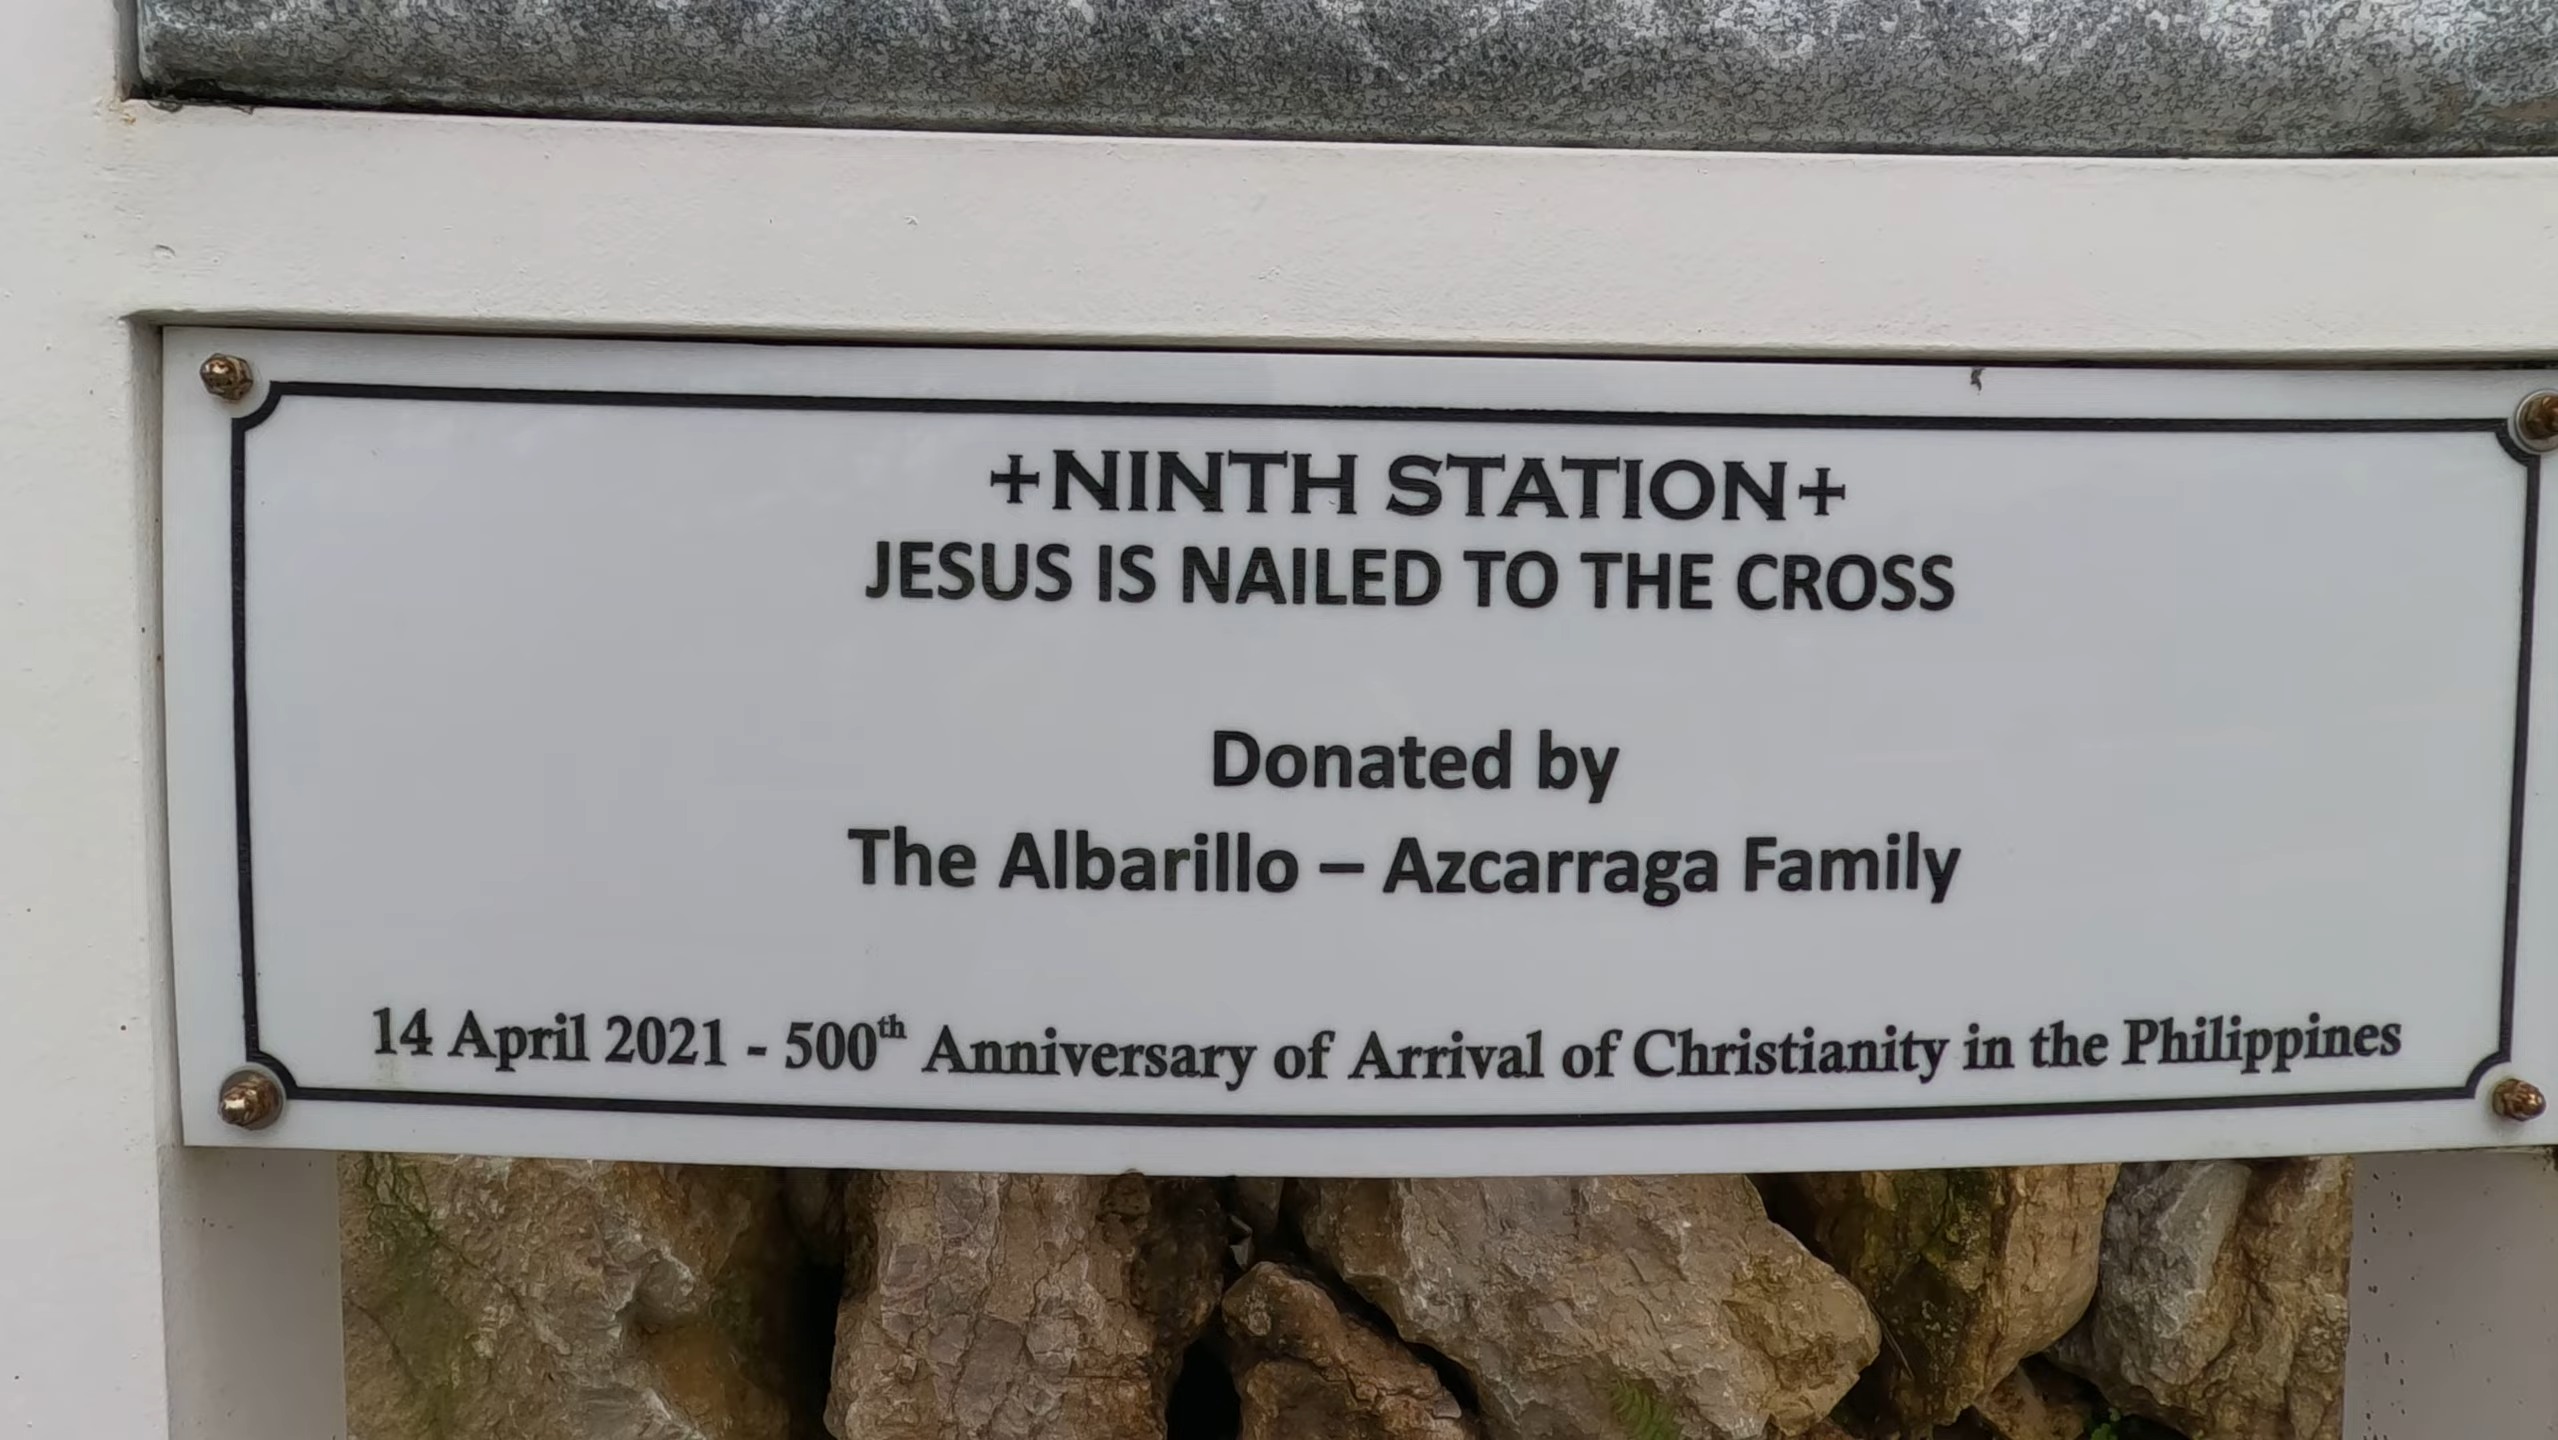 +NINTH STATION+
JESUS IS NAILED TO THE CROSS
Donated by
The Albarillo – Azcarraga Family
14 April 2021 - 500th Anniversary of Arrival of Christianity in the Philippines